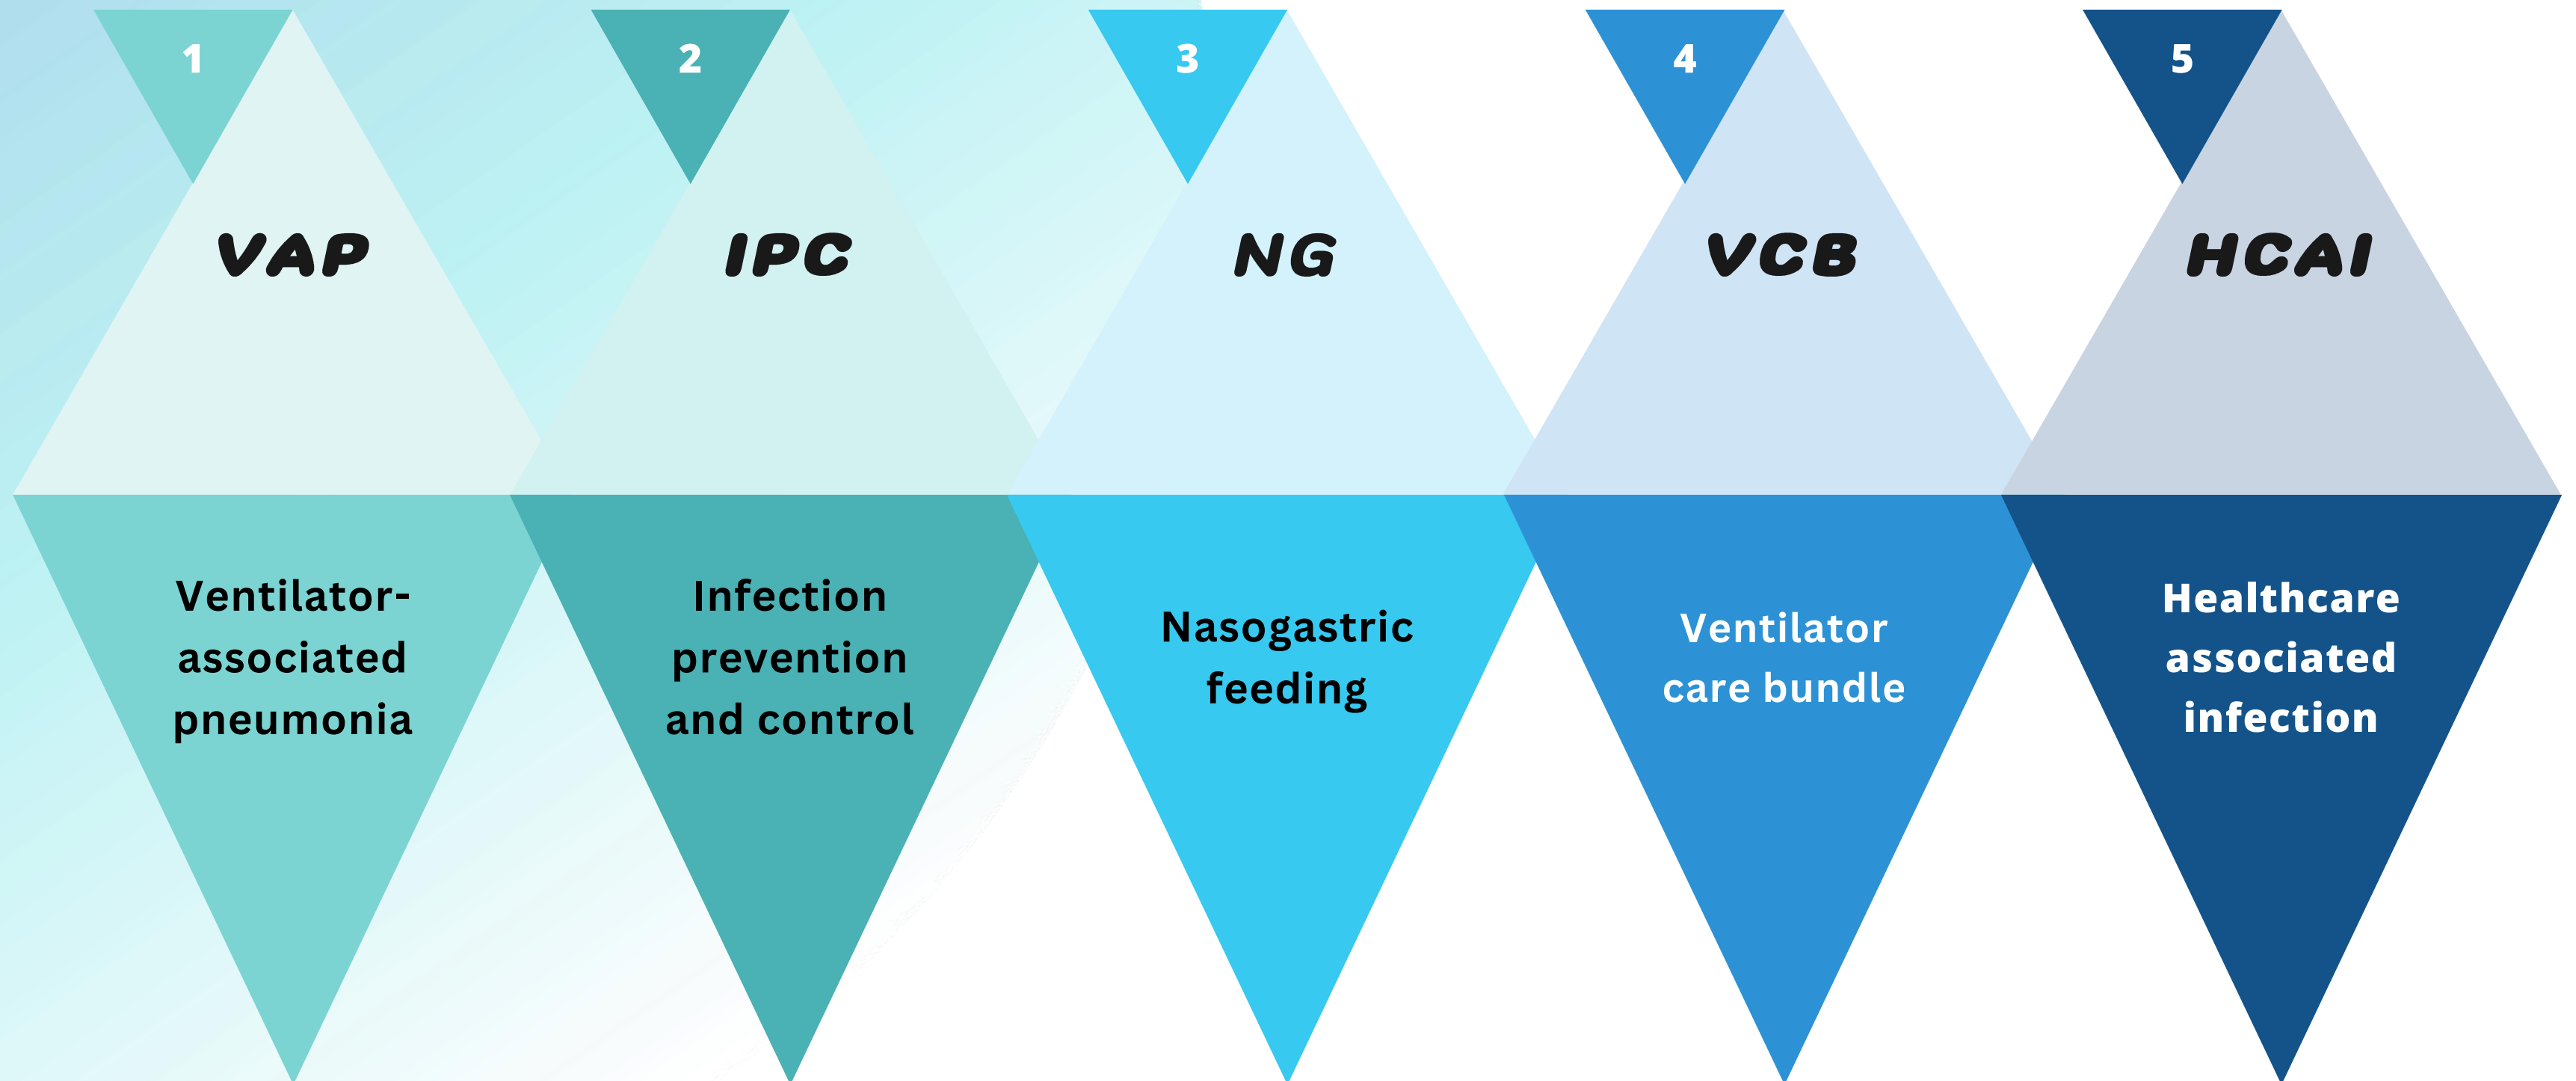 1
VAP
Ventilator-
associated
pneumonia
2
IPC
Infection
prevention
and control
3
NG
Nasogastric
feeding
4
VCB
Ventilator
care bundle
5
HCAI
Healthcare
associated
infection